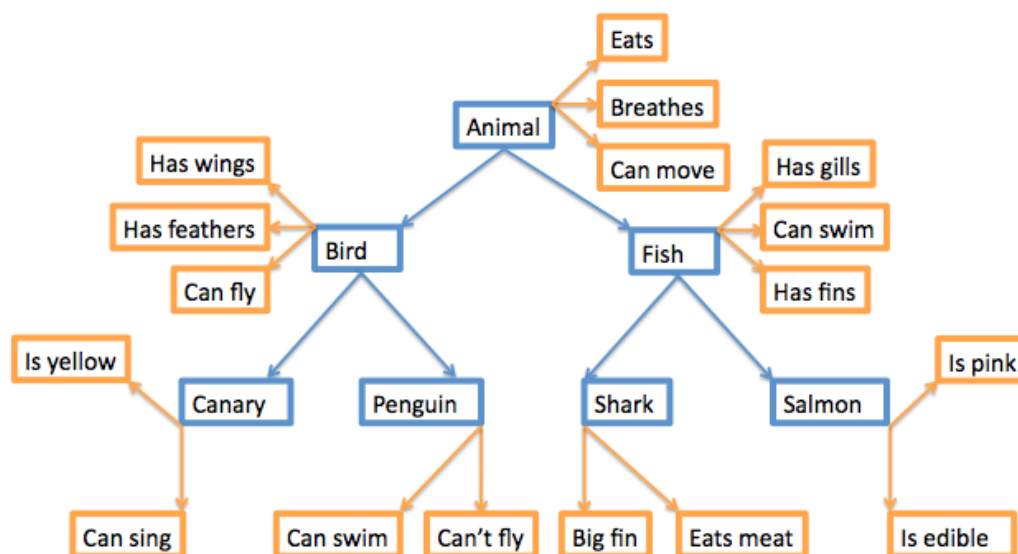 Eats
Breathes
Animal
Can move
Has wings
Has gills
Has feathers
Can swim
Bird
Fish
Can fly
Has fins
Is yellow
Is pink
Canary
Penguin
Shark
Salmon
Can sing
Can swim
Can’t fly
Big fin
Eats meat
Is edible